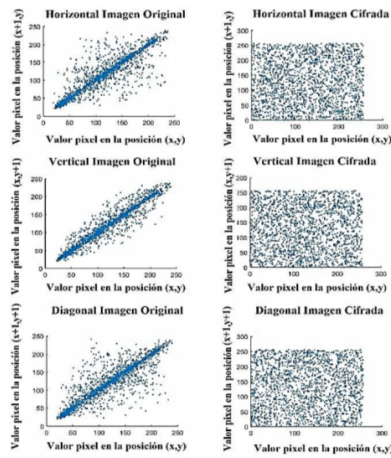 Horizontal Imagen Original
Valor pixel en la posición (x+1,y)
250
200
150
100
50
0
0 50 100 150 200 250
Valor pixel en la posición (x,y)
Horizontal Imagen Cifrada
Valor pixel en la posición (x+1,y)
300
250
200
150
100
50
0
0 100 200 300
Valor pixel en la posición (x,y)
Vertical Imagen Original
Valor pixel en la posición (x,y+1)
250
200
150
100
50
0
0 50 100 150 200 250
Valor pixel en la posición (x,y)
Vertical Imagen Cifrada
Valor pixel en la posición (x,y+1)
300
250
200
150
100
50
0
0 100 200 300
Valor pixel en la posición (x,y)
Diagonal Imagen Original
Valor pixel en la posición (x+1,y+1)
250
200
150
100
50
0
0 50 100 150 200 250
Valor pixel en la posición (x,y)
Diagonal Imagen Cifrada
Valor pixel en la posición (x+1,y+1)
300
250
200
150
100
50
0
0 100 200 300
Valor pixel en la posición (x,y)